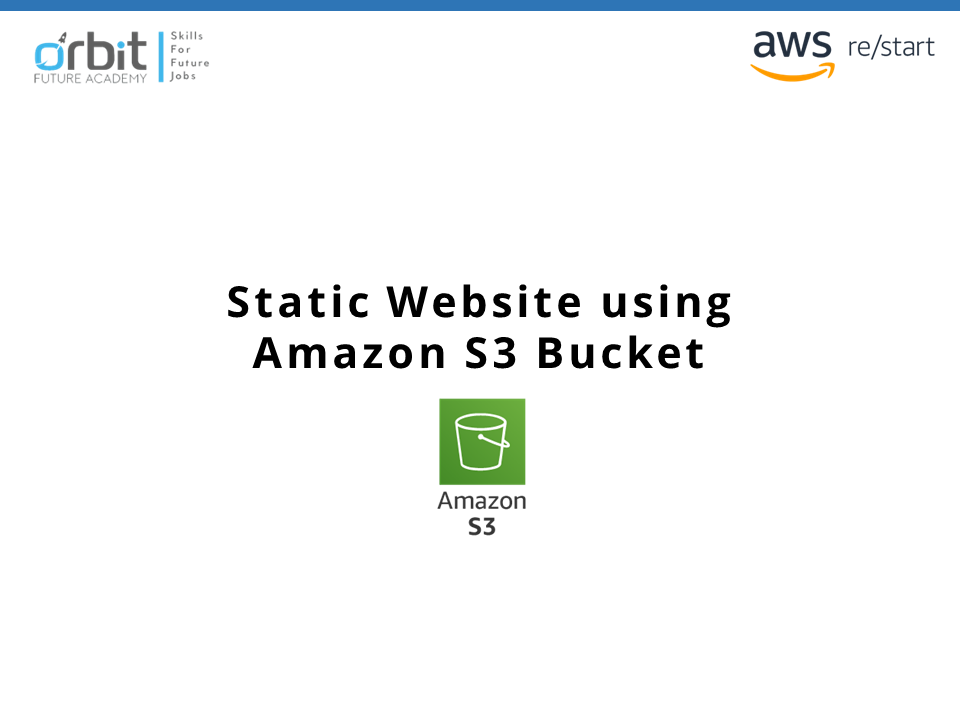 orbit
FUTURE ACADEMY
Skills
For
Future
Jobs
aws re/start
Static Website using
Amazon S3 Bucket
Amazon
S3